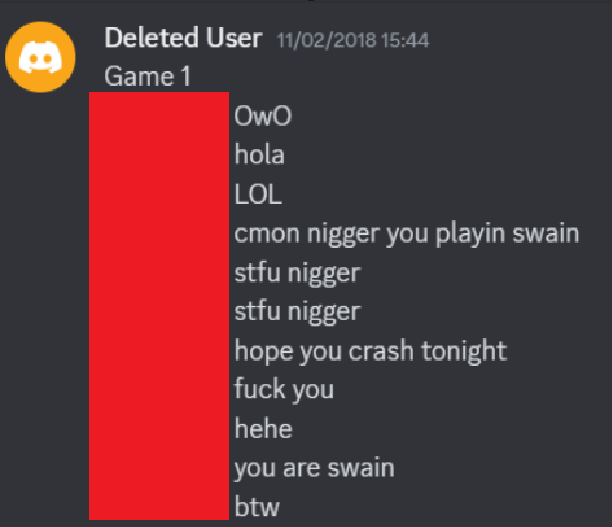 Deleted User 11/02/2018 15:44
Game 1
OwO
hola
LOL
cmon nigger you playin swain
stfu nigger
stfu nigger
hope you crash tonight
fuck you
hehe
you are swain
btw